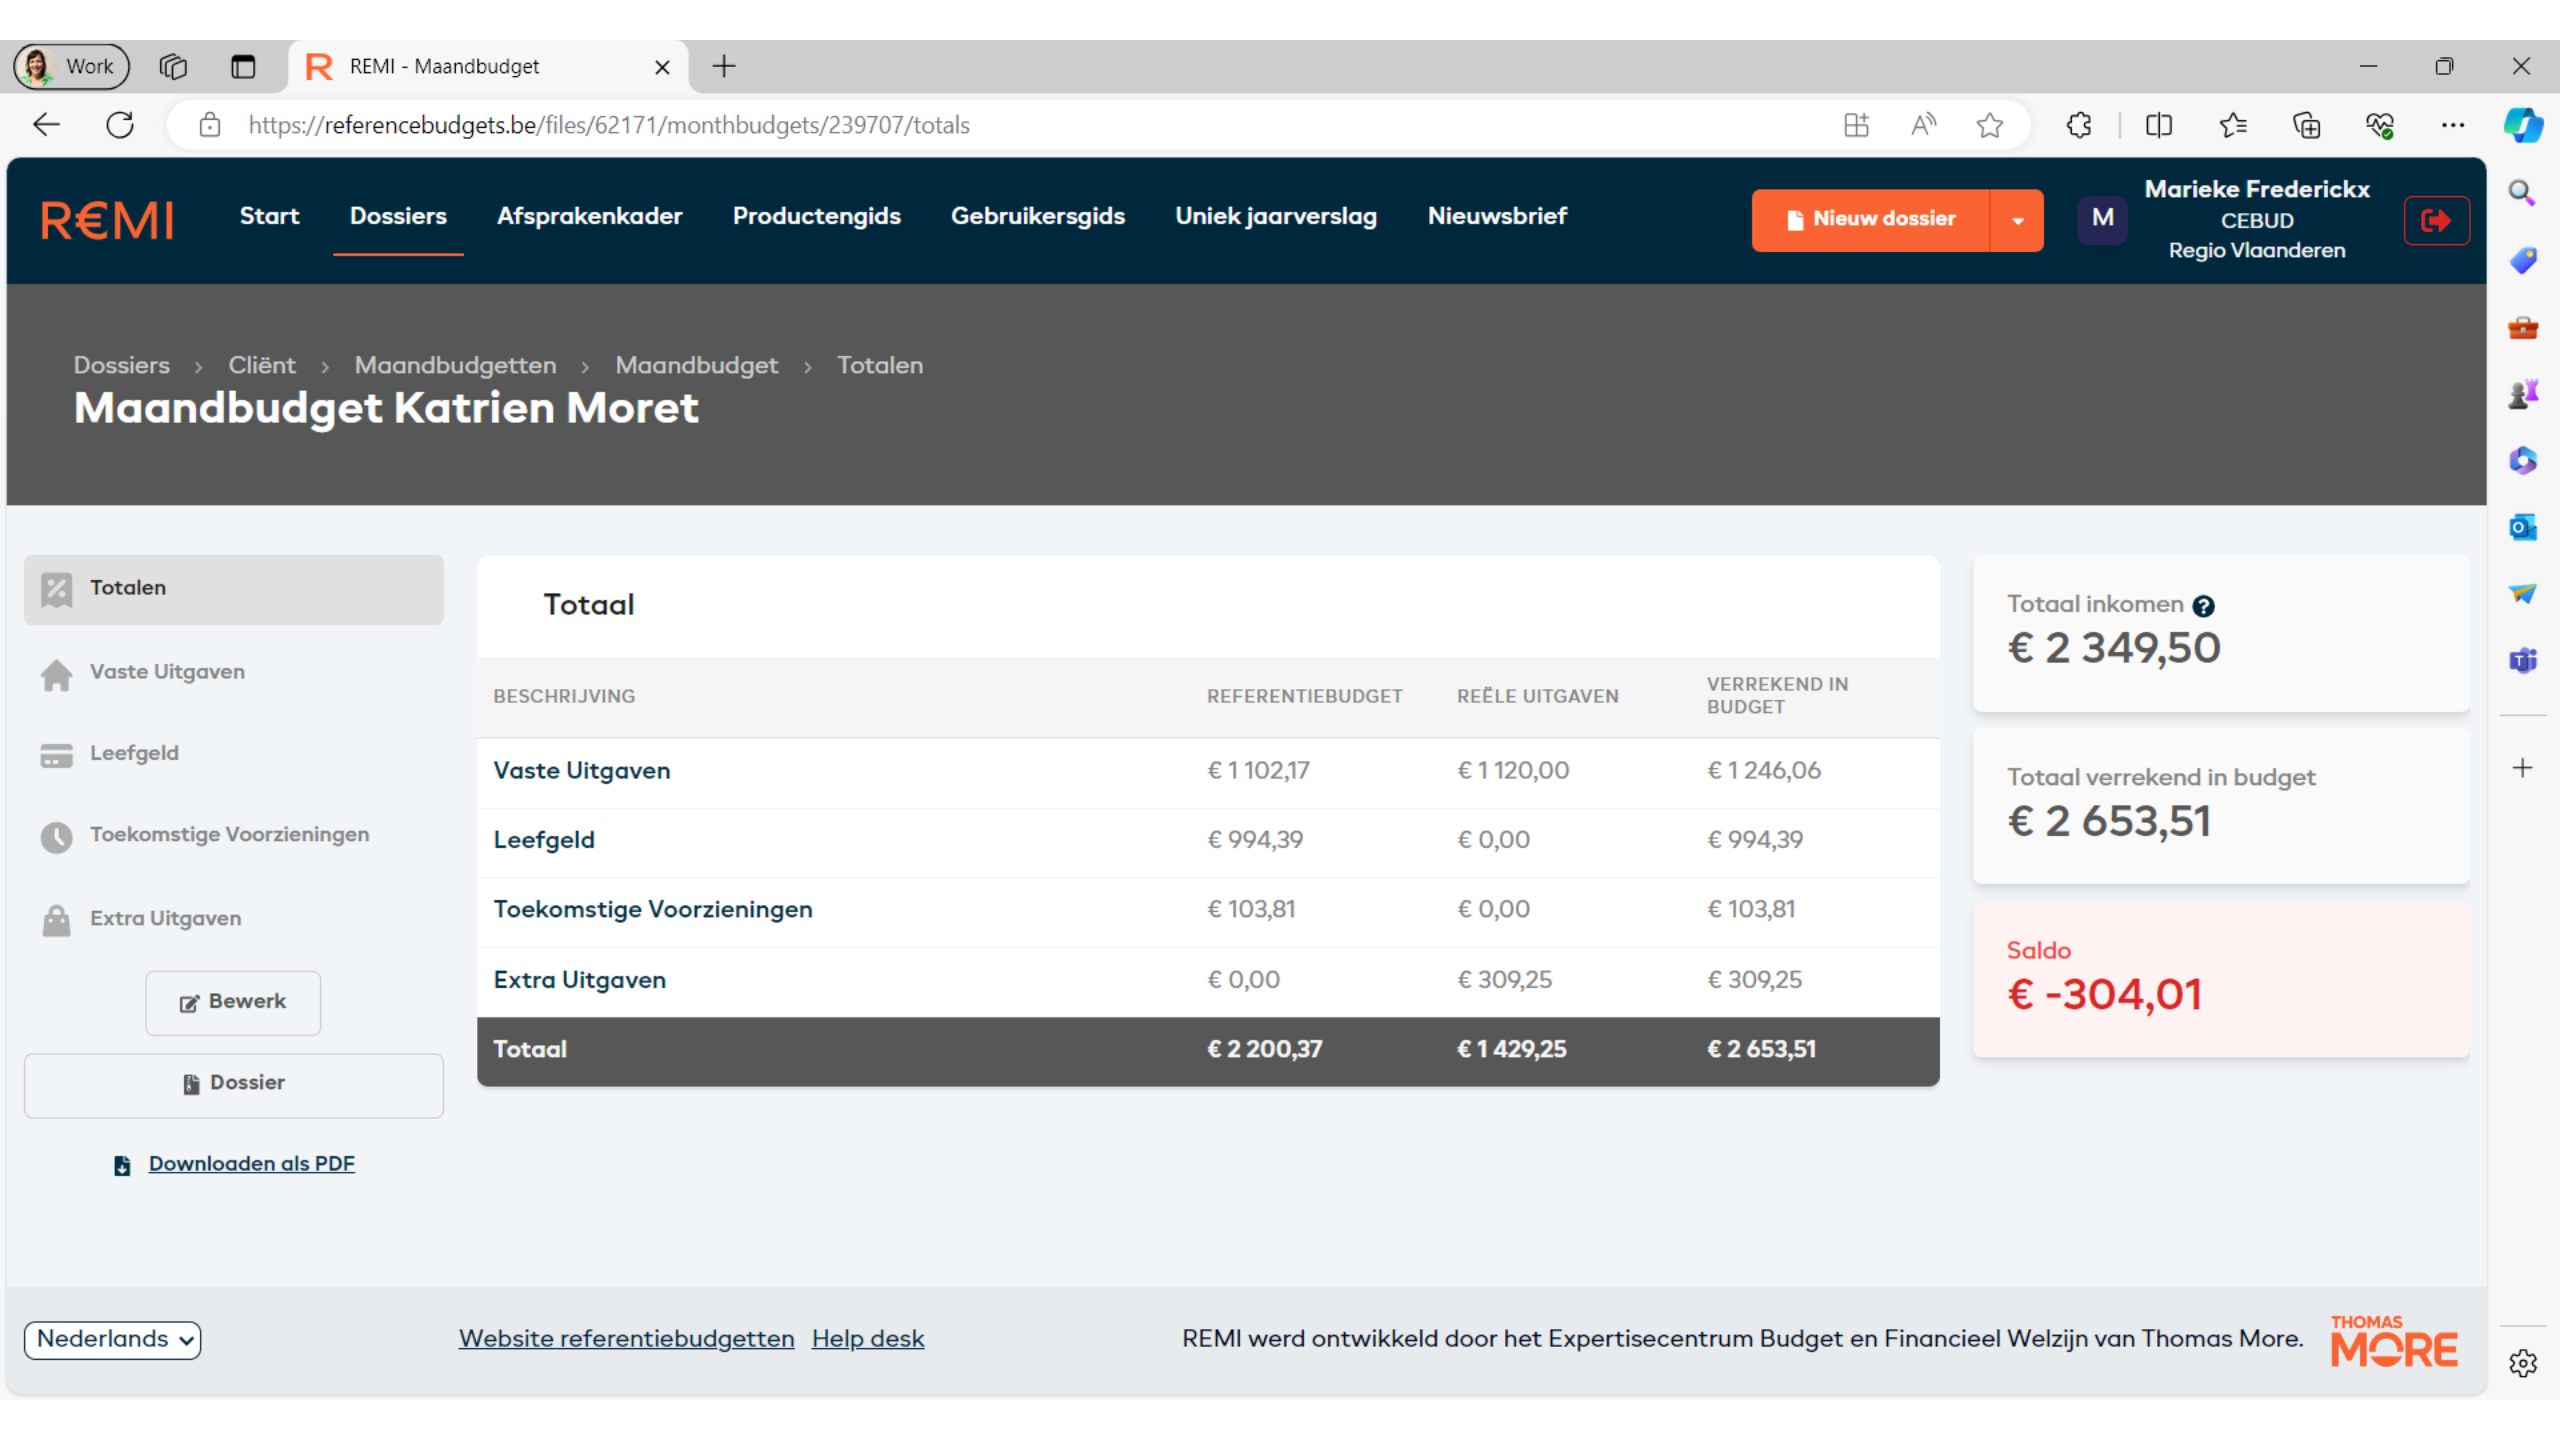 Work
REMI - Maandbudget
https://referencebudgets.be/files/62171/monthbudgets/239707/totals
R€MI
Start
Dossiers
Afsprakenkader
Productengids
Gebruikersgids
Uniek jaarverslag
Nieuwsbrief
Nieuw dossier
M
Marieke Frederickx
CEBUD
Regio Vlaanderen
Dossiers › Cliënt › Maandbudgetten › Maandbudget › Totalen
Maandbudget Katrien Moret
Totalen
Vaste Uitgaven
Leefgeld
Toekomstige Voorzieningen
Extra Uitgaven
Bewerk
Dossier
Downloaden als PDF
Totaal
BESCHRIJVING REFERENTIEBUDGET REËLE UITGAVEN VERREKEND IN
BUDGET
Vaste Uitgaven € 1 102,17 € 1 120,00 € 1 246,06
Leefgeld € 994,39 € 0,00 € 994,39
Toekomstige Voorzieningen € 103,81 € 0,00 € 103,81
Extra Uitgaven € 0,00 € 309,25 € 309,25
Totaal € 2 200,37 € 1 429,25 € 2 653,51
Totaal inkomen ?
€ 2 349,50
Totaal verrekend in budget
€ 2 653,51
Saldo
€ -304,01
Nederlands
Website referentiebudgetten
Help desk
REMI werd ontwikkeld door het Expertisecentrum Budget en Financieel Welzijn van Thomas More.
THOMAS
MORE